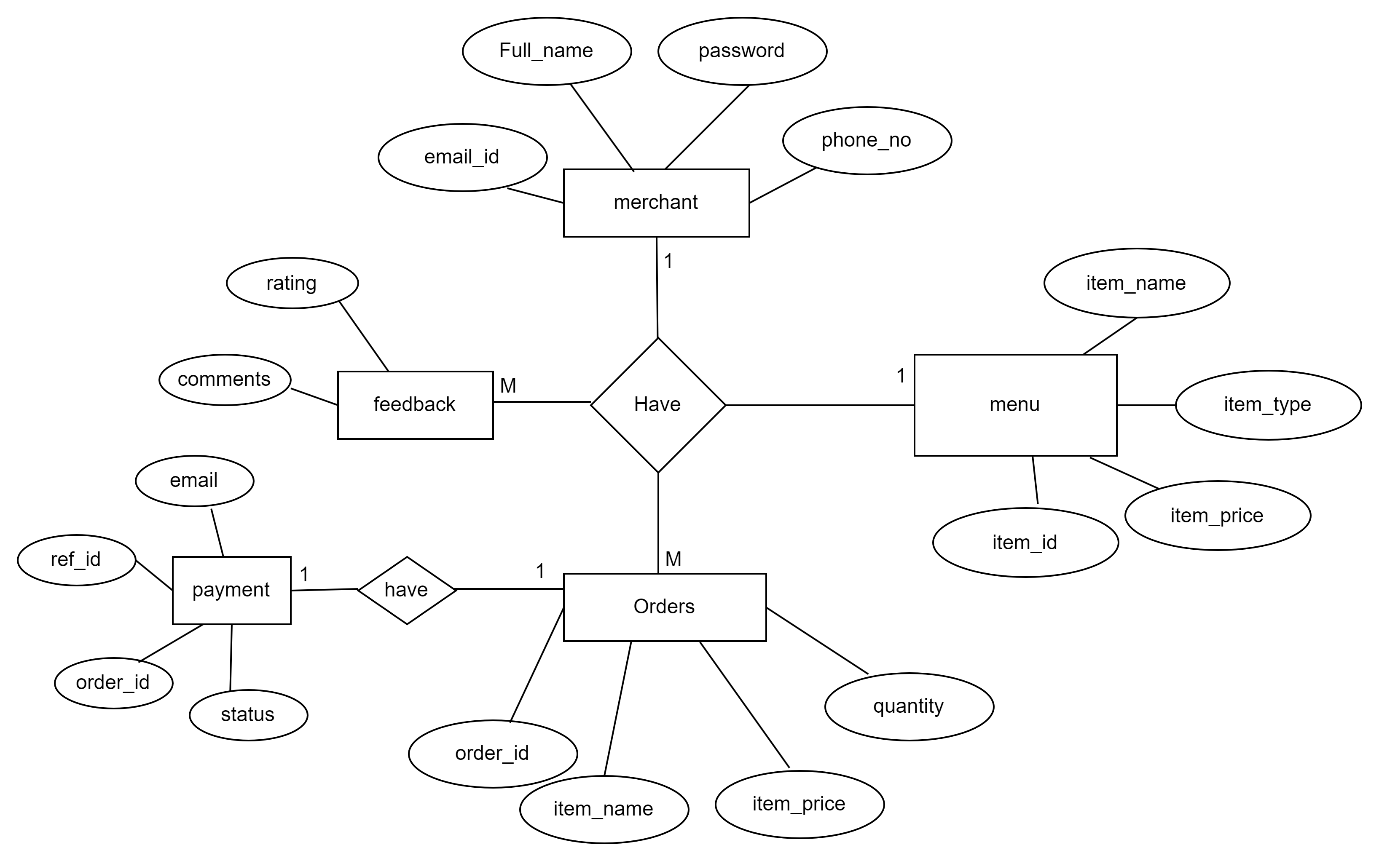 Full_name
password
email_id
phone_no
merchant
1
rating
item_name
comments
feedback
M
Have
1
menu
item_type
email
item_price
item_id
ref_id
payment
1
have
1
M
Orders
order_id
status
quantity
order_id
item_name
item_price